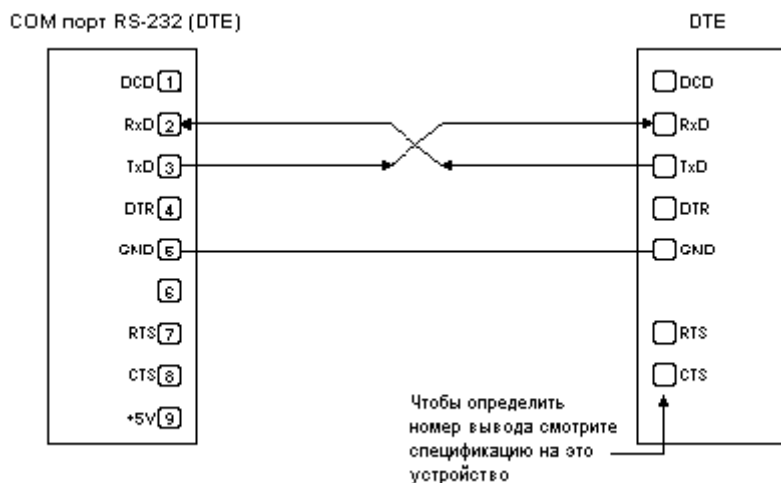 COM порт RS-232 (DTE)
DTE
DCD 1
DCD
RxD 2
RxD
TxD 3
TxD
DTR 4
DTR
GND 5
GND
6
RTS 7
RTS
CTS 8
CTS
+5V 9
Чтобы определить
номер вывода смотрите
спецификацию на это
устройство